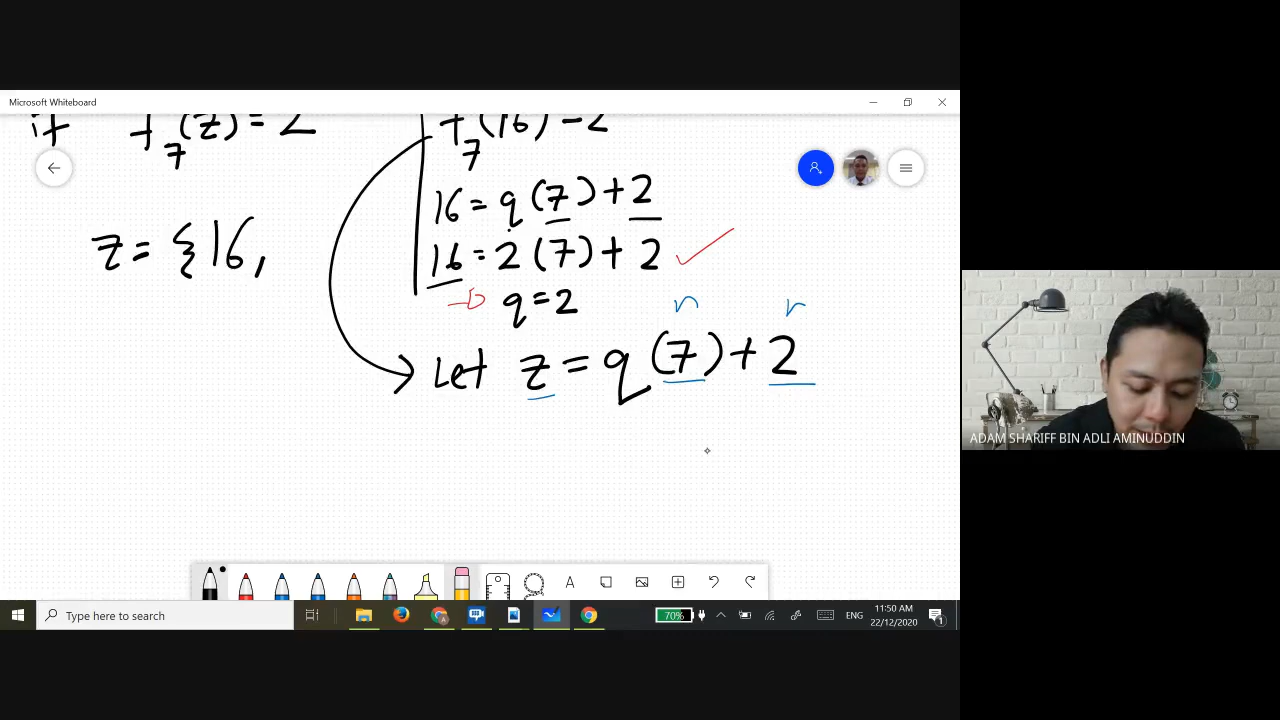 Microsoft Whiteboard
if f₇(z) = 2
f₇(16) = 2
16 = q(7) + 2
16 = 2(7) + 2 ✓
z = {16,
→ q = 2
n r
Let z = q(7) + 2
A
Type here to search
70%
ENG
11:50 AM
22/12/2020
1
ADAM SHARIFF BIN ADLI AMINUDDIN